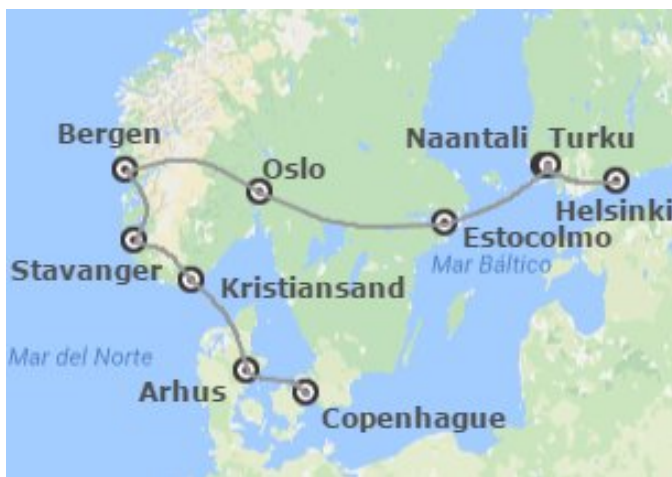 Bergen
Naantali Turku
Oslo
Helsinki
Estocolmo
Mar Báltico
Stavanger
Kristiansand
Mar del Norte
Arhus
Copenhague